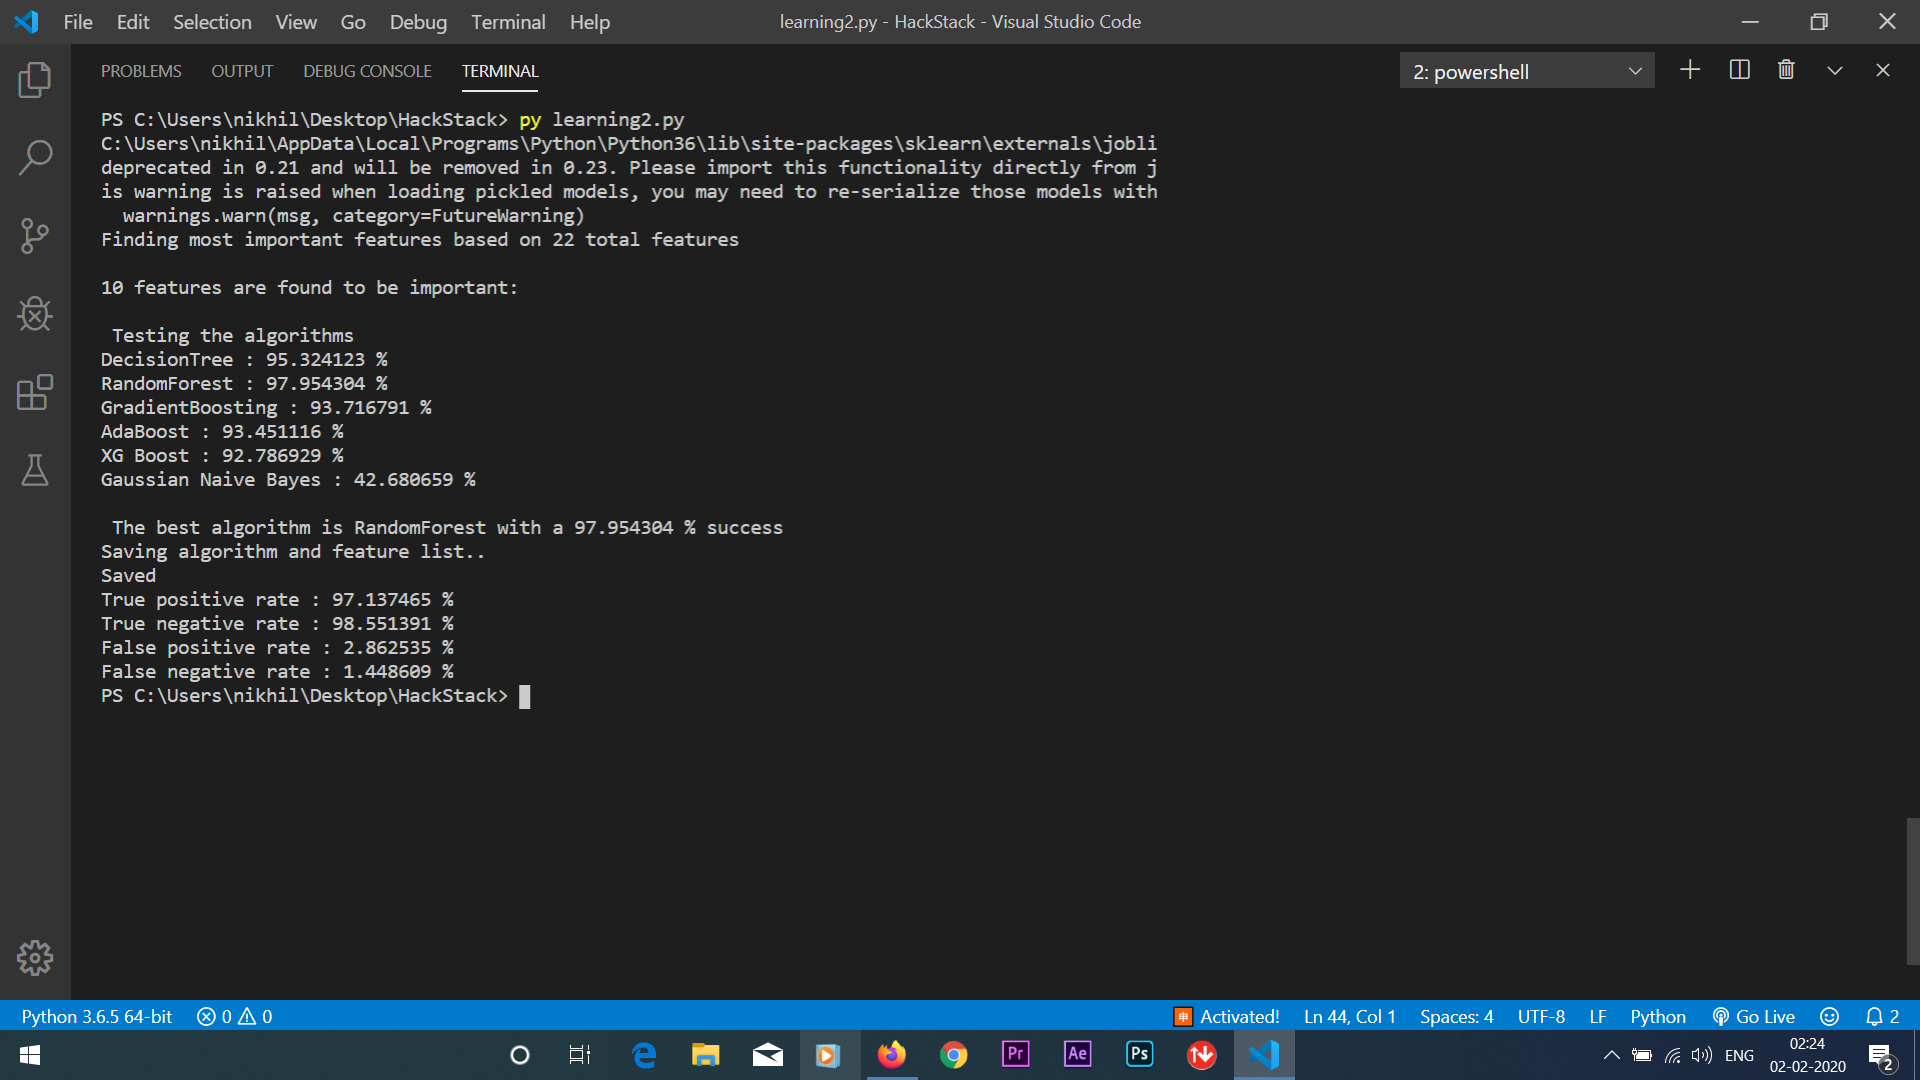 File Edit Selection View Go Debug Terminal Help
learning2.py - HackStack - Visual Studio Code
PROBLEMS OUTPUT DEBUG CONSOLE TERMINAL
2: powershell
PS C:\Users\nikhil\Desktop\HackStack> py learning2.py
C:\Users\nikhil\AppData\Local\Programs\Python\Python36\lib\site-packages\sklearn\externals\jobli
deprecated in 0.21 and will be removed in 0.23. Please import this functionality directly from j
is warning is raised when loading pickled models, you may need to re-serialize those models with
  warnings.warn(msg, category=FutureWarning)
Finding most important features based on 22 total features
10 features are found to be important:
 Testing the algorithms
DecisionTree : 95.324123 %
RandomForest : 97.954304 %
GradientBoosting : 93.716791 %
AdaBoost : 93.451116 %
XG Boost : 92.786929 %
Gaussian Naive Bayes : 42.680659 %
 The best algorithm is RandomForest with a 97.954304 % success
Saving algorithm and feature list..
Saved
True positive rate : 97.137465 %
True negative rate : 98.551391 %
False positive rate : 2.862535 %
False negative rate : 1.448609 %
PS C:\Users\nikhil\Desktop\HackStack>
Python 3.6.5 64-bit 0 0 申 Activated! Ln 44, Col 1 Spaces: 4 UTF-8 LF Python Go Live 2
Pr Ae Ps ENG
02:24
02-02-2020
2